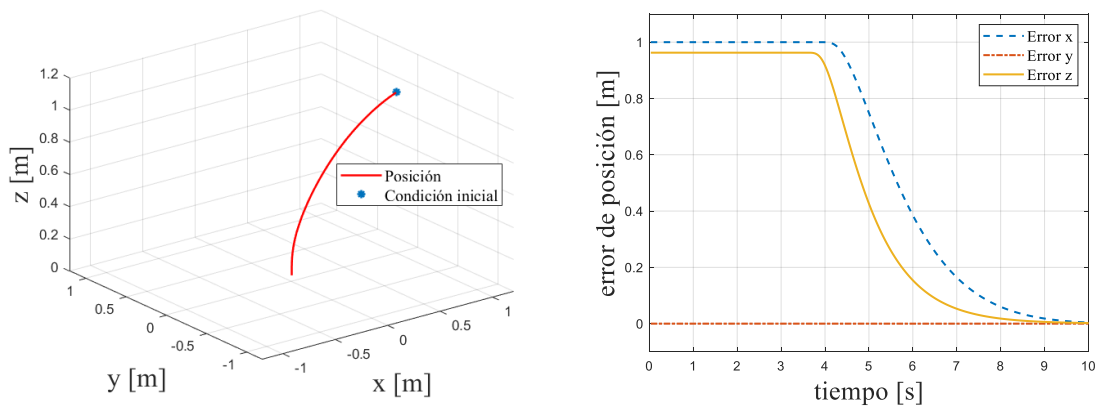 1.2
1
0.8
0.6
0.4
0.2
0
z [m]
1
0.5
0
-0.5
-1
y [m]
-1
-0.5
0
0.5
1
x [m]
Posición
Condición inicial
1
0.8
0.6
0.4
0.2
0
error de posición [m]
0 1 2 3 4 5 6 7 8 9 10
tiempo [s]
Error x
Error y
Error z